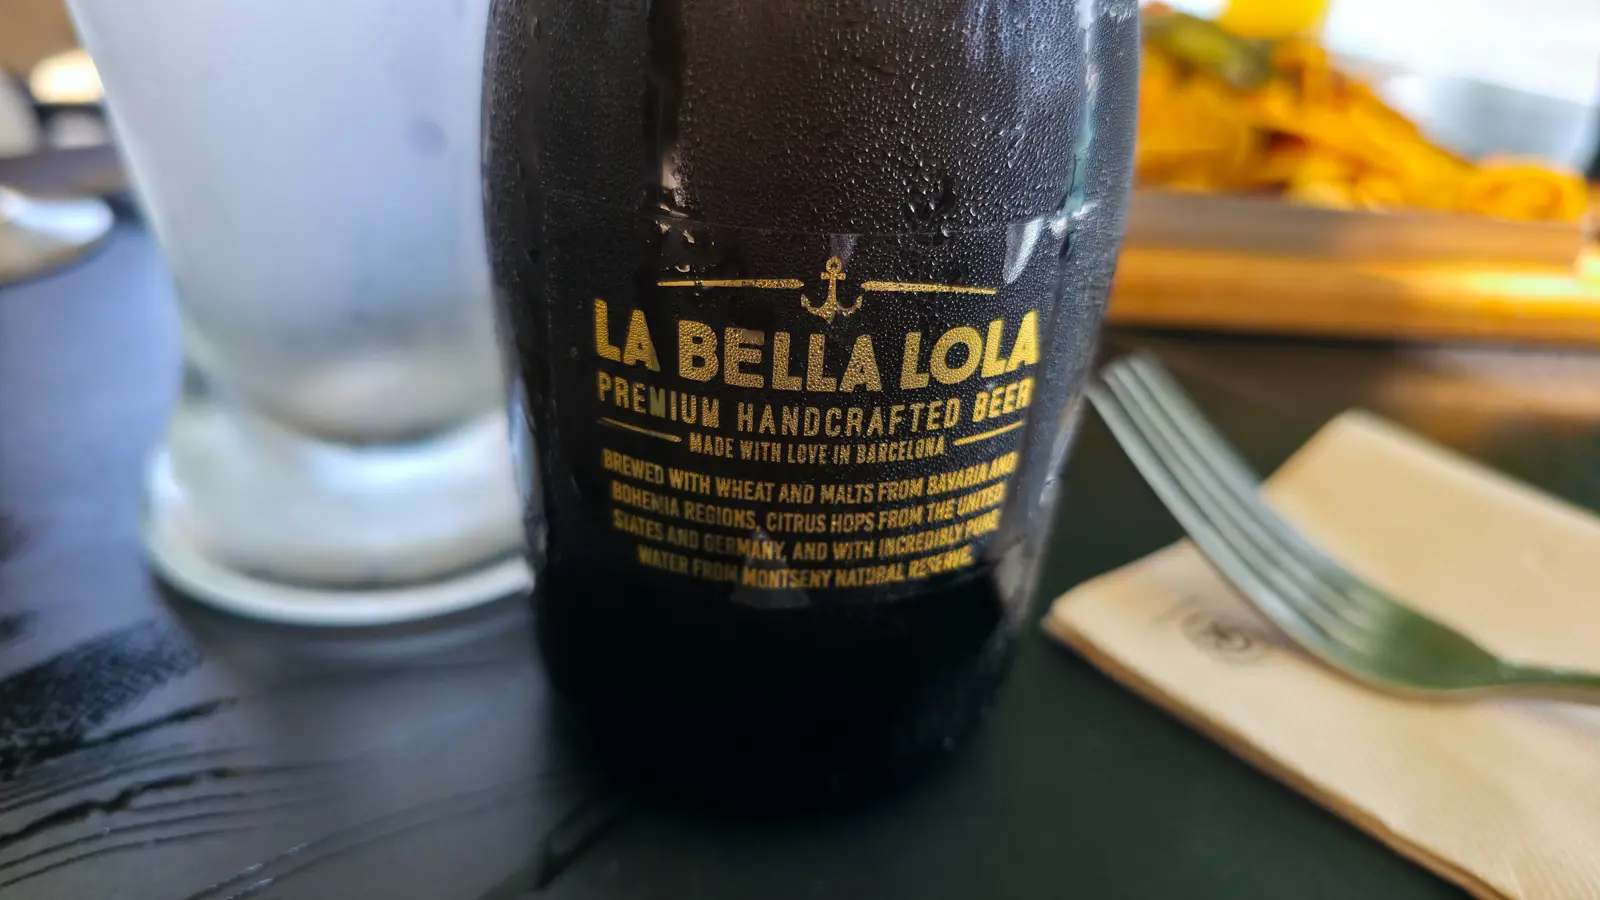 LA BELLA LOLA
PREMIUM HANDCRAFTED BEER
MADE WITH LOVE IN BARCELONA
BREWED WITH WHEAT AND MALTS FROM BAVARIA AND
BOHEMIA REGIONS, CITRUS HOPS FROM THE UNITED
STATES AND GERMANY, AND WITH INCREDIBLY PURE
WATER FROM MONTSENY NATURAL RESERVE.